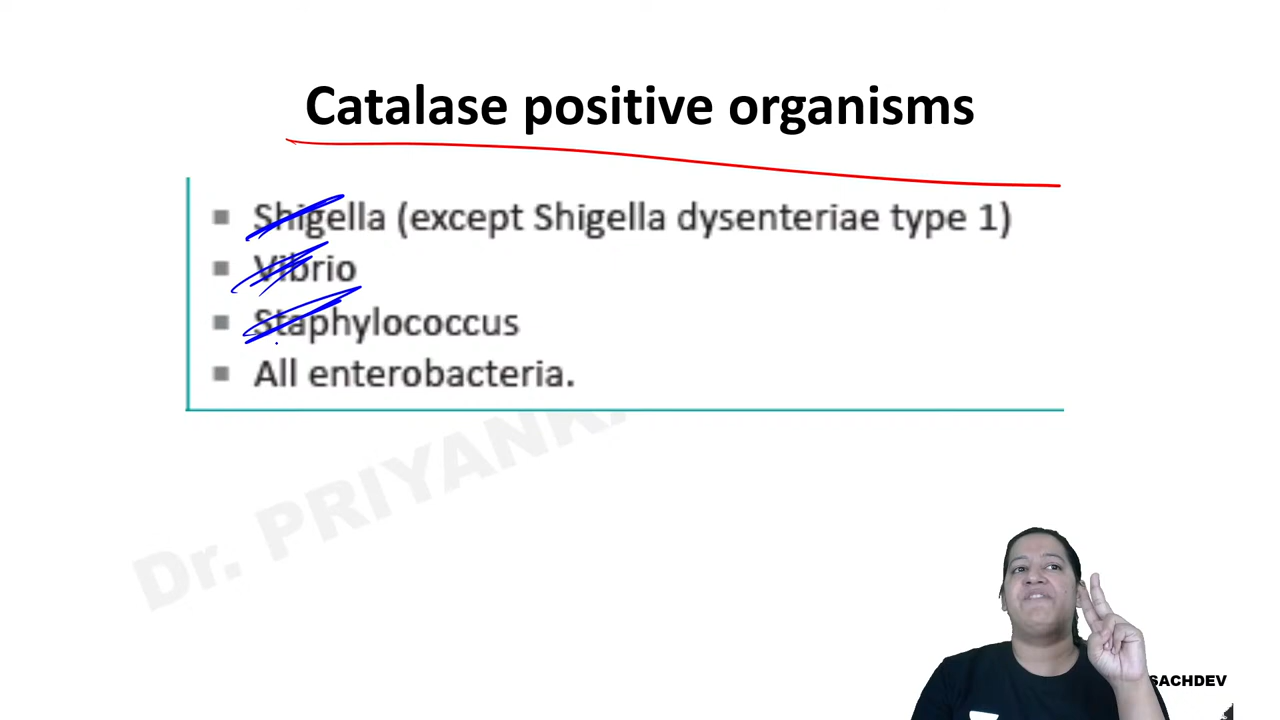 Catalase positive organisms
Shigella (except Shigella dysenteriae type 1)
Vibrio
Staphylococcus
All enterobacteria.
Dr. PRIYANK
SACHDEV